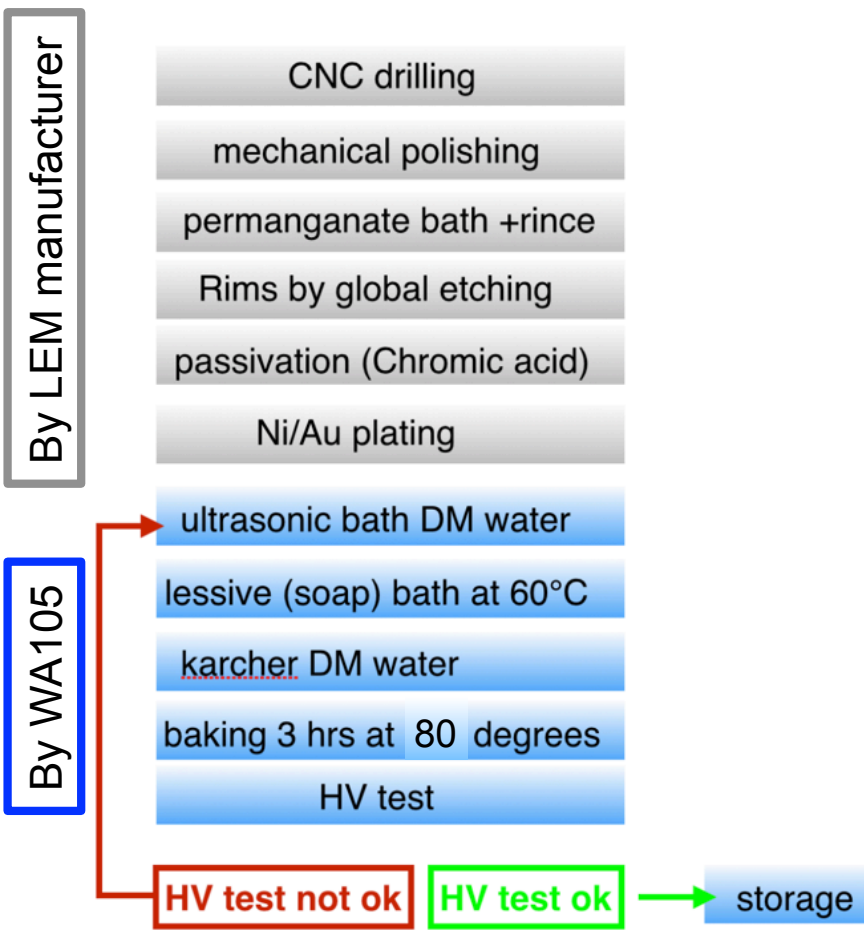 By LEM manufacturer
CNC drilling
mechanical polishing
permanganate bath +rince
Rims by global etching
passivation (Chromic acid)
Ni/Au plating
By WA105
ultrasonic bath DM water
lessive (soap) bath at 60°C
karcher DM water
baking 3 hrs at 80 degrees
HV test
HV test not ok
HV test ok
storage